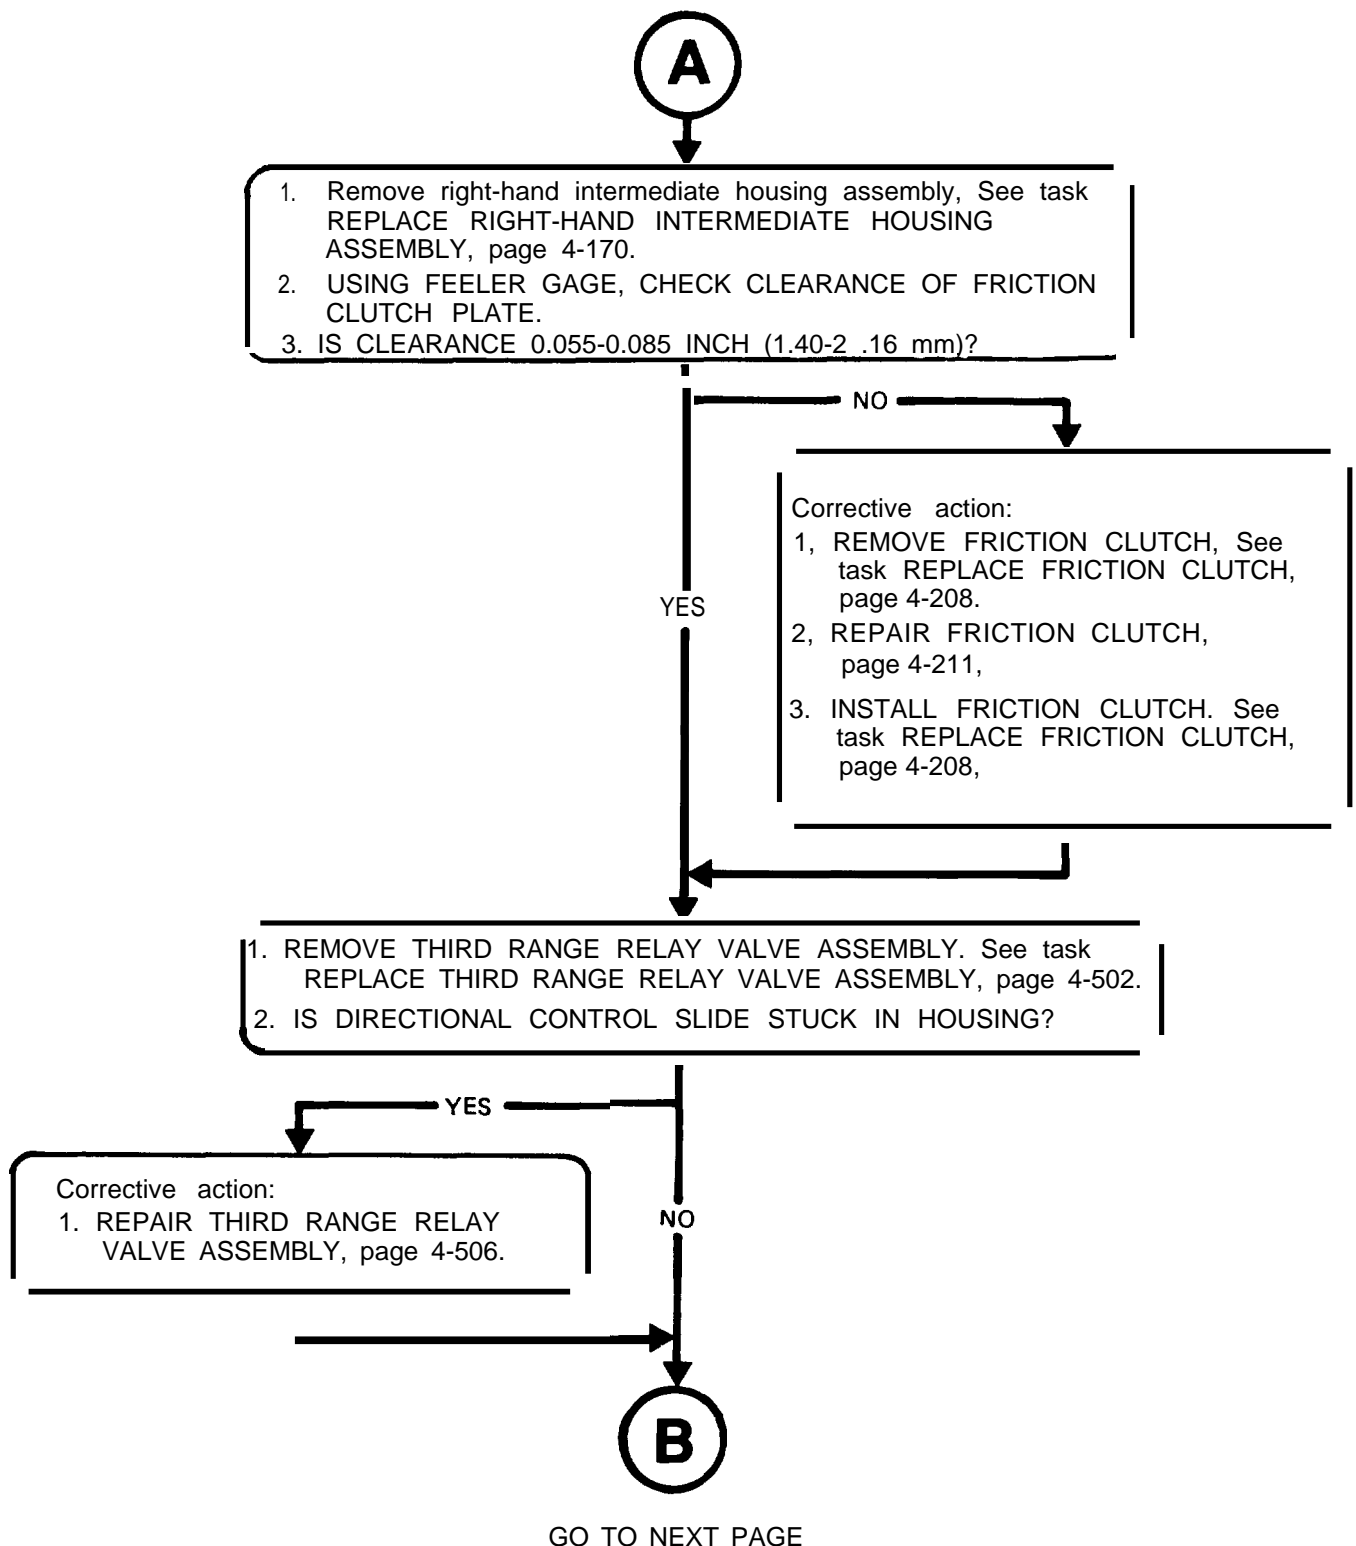 A
1. Remove right-hand intermediate housing assembly, See task
REPLACE RIGHT-HAND INTERMEDIATE HOUSING
ASSEMBLY, page 4-170.
2. USING FEELER GAGE, CHECK CLEARANCE OF FRICTION
CLUTCH PLATE.
3. IS CLEARANCE 0.055-0.085 INCH (1.40-2 .16 mm)?
NO
Corrective action:
1, REMOVE FRICTION CLUTCH, See
task REPLACE FRICTION CLUTCH,
page 4-208.
2, REPAIR FRICTION CLUTCH,
page 4-211,
3. INSTALL FRICTION CLUTCH. See
task REPLACE FRICTION CLUTCH,
page 4-208,
YES
1. REMOVE THIRD RANGE RELAY VALVE ASSEMBLY. See task
REPLACE THIRD RANGE RELAY VALVE ASSEMBLY, page 4-502.
2. IS DIRECTIONAL CONTROL SLIDE STUCK IN HOUSING?
YES
Corrective action:
1. REPAIR THIRD RANGE RELAY
VALVE ASSEMBLY, page 4-506.
NO
B
GO TO NEXT PAGE